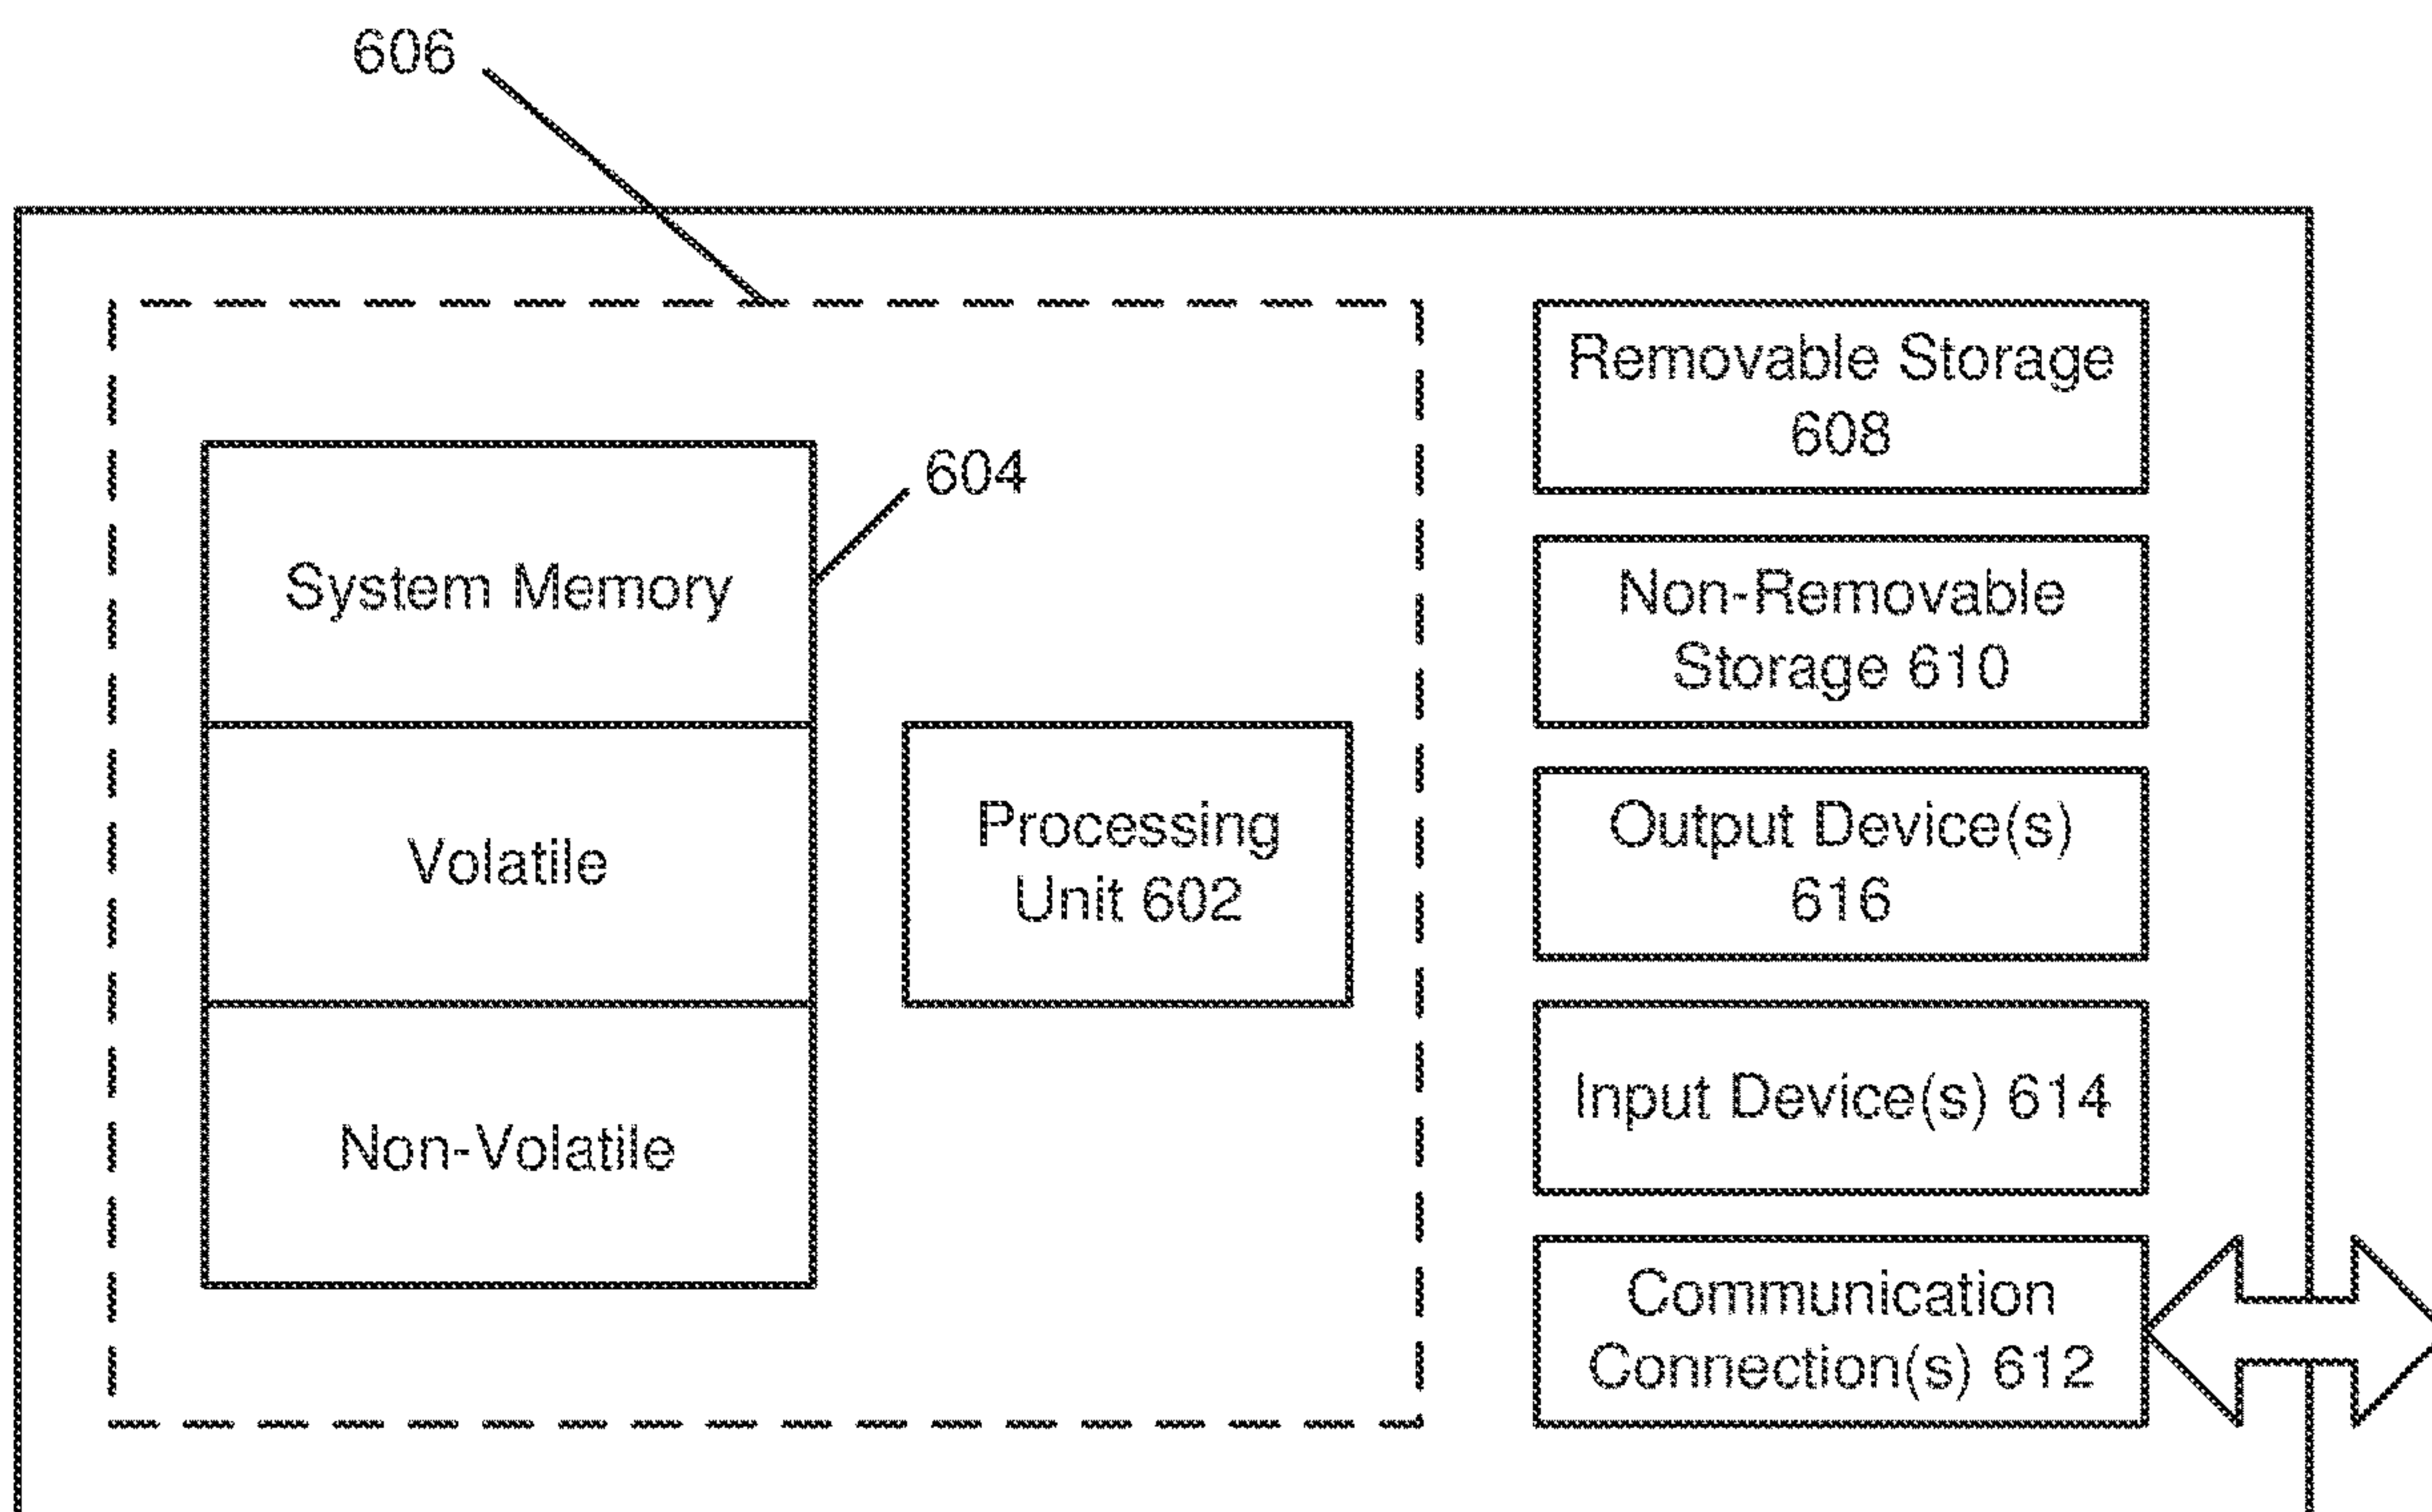 606
604
System Memory
Volatile
Non-Volatile
Processing
Unit 602
Removable Storage
608
Non-Removable
Storage 610
Output Device(s)
616
Input Device(s) 614
Communication
Connection(s) 612